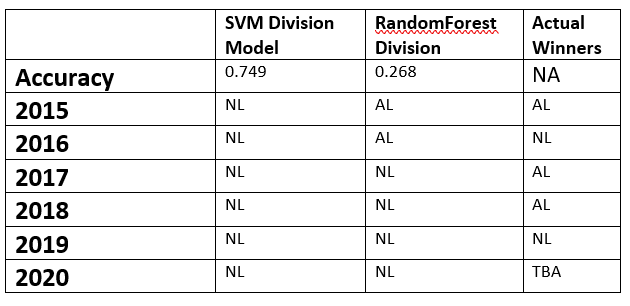 SVM Division Model RandomForest Division Actual Winners
Accuracy 0.749 0.268 NA
2015 NL AL AL
2016 NL AL NL
2017 NL NL AL
2018 NL NL AL
2019 NL NL NL
2020 NL NL TBA